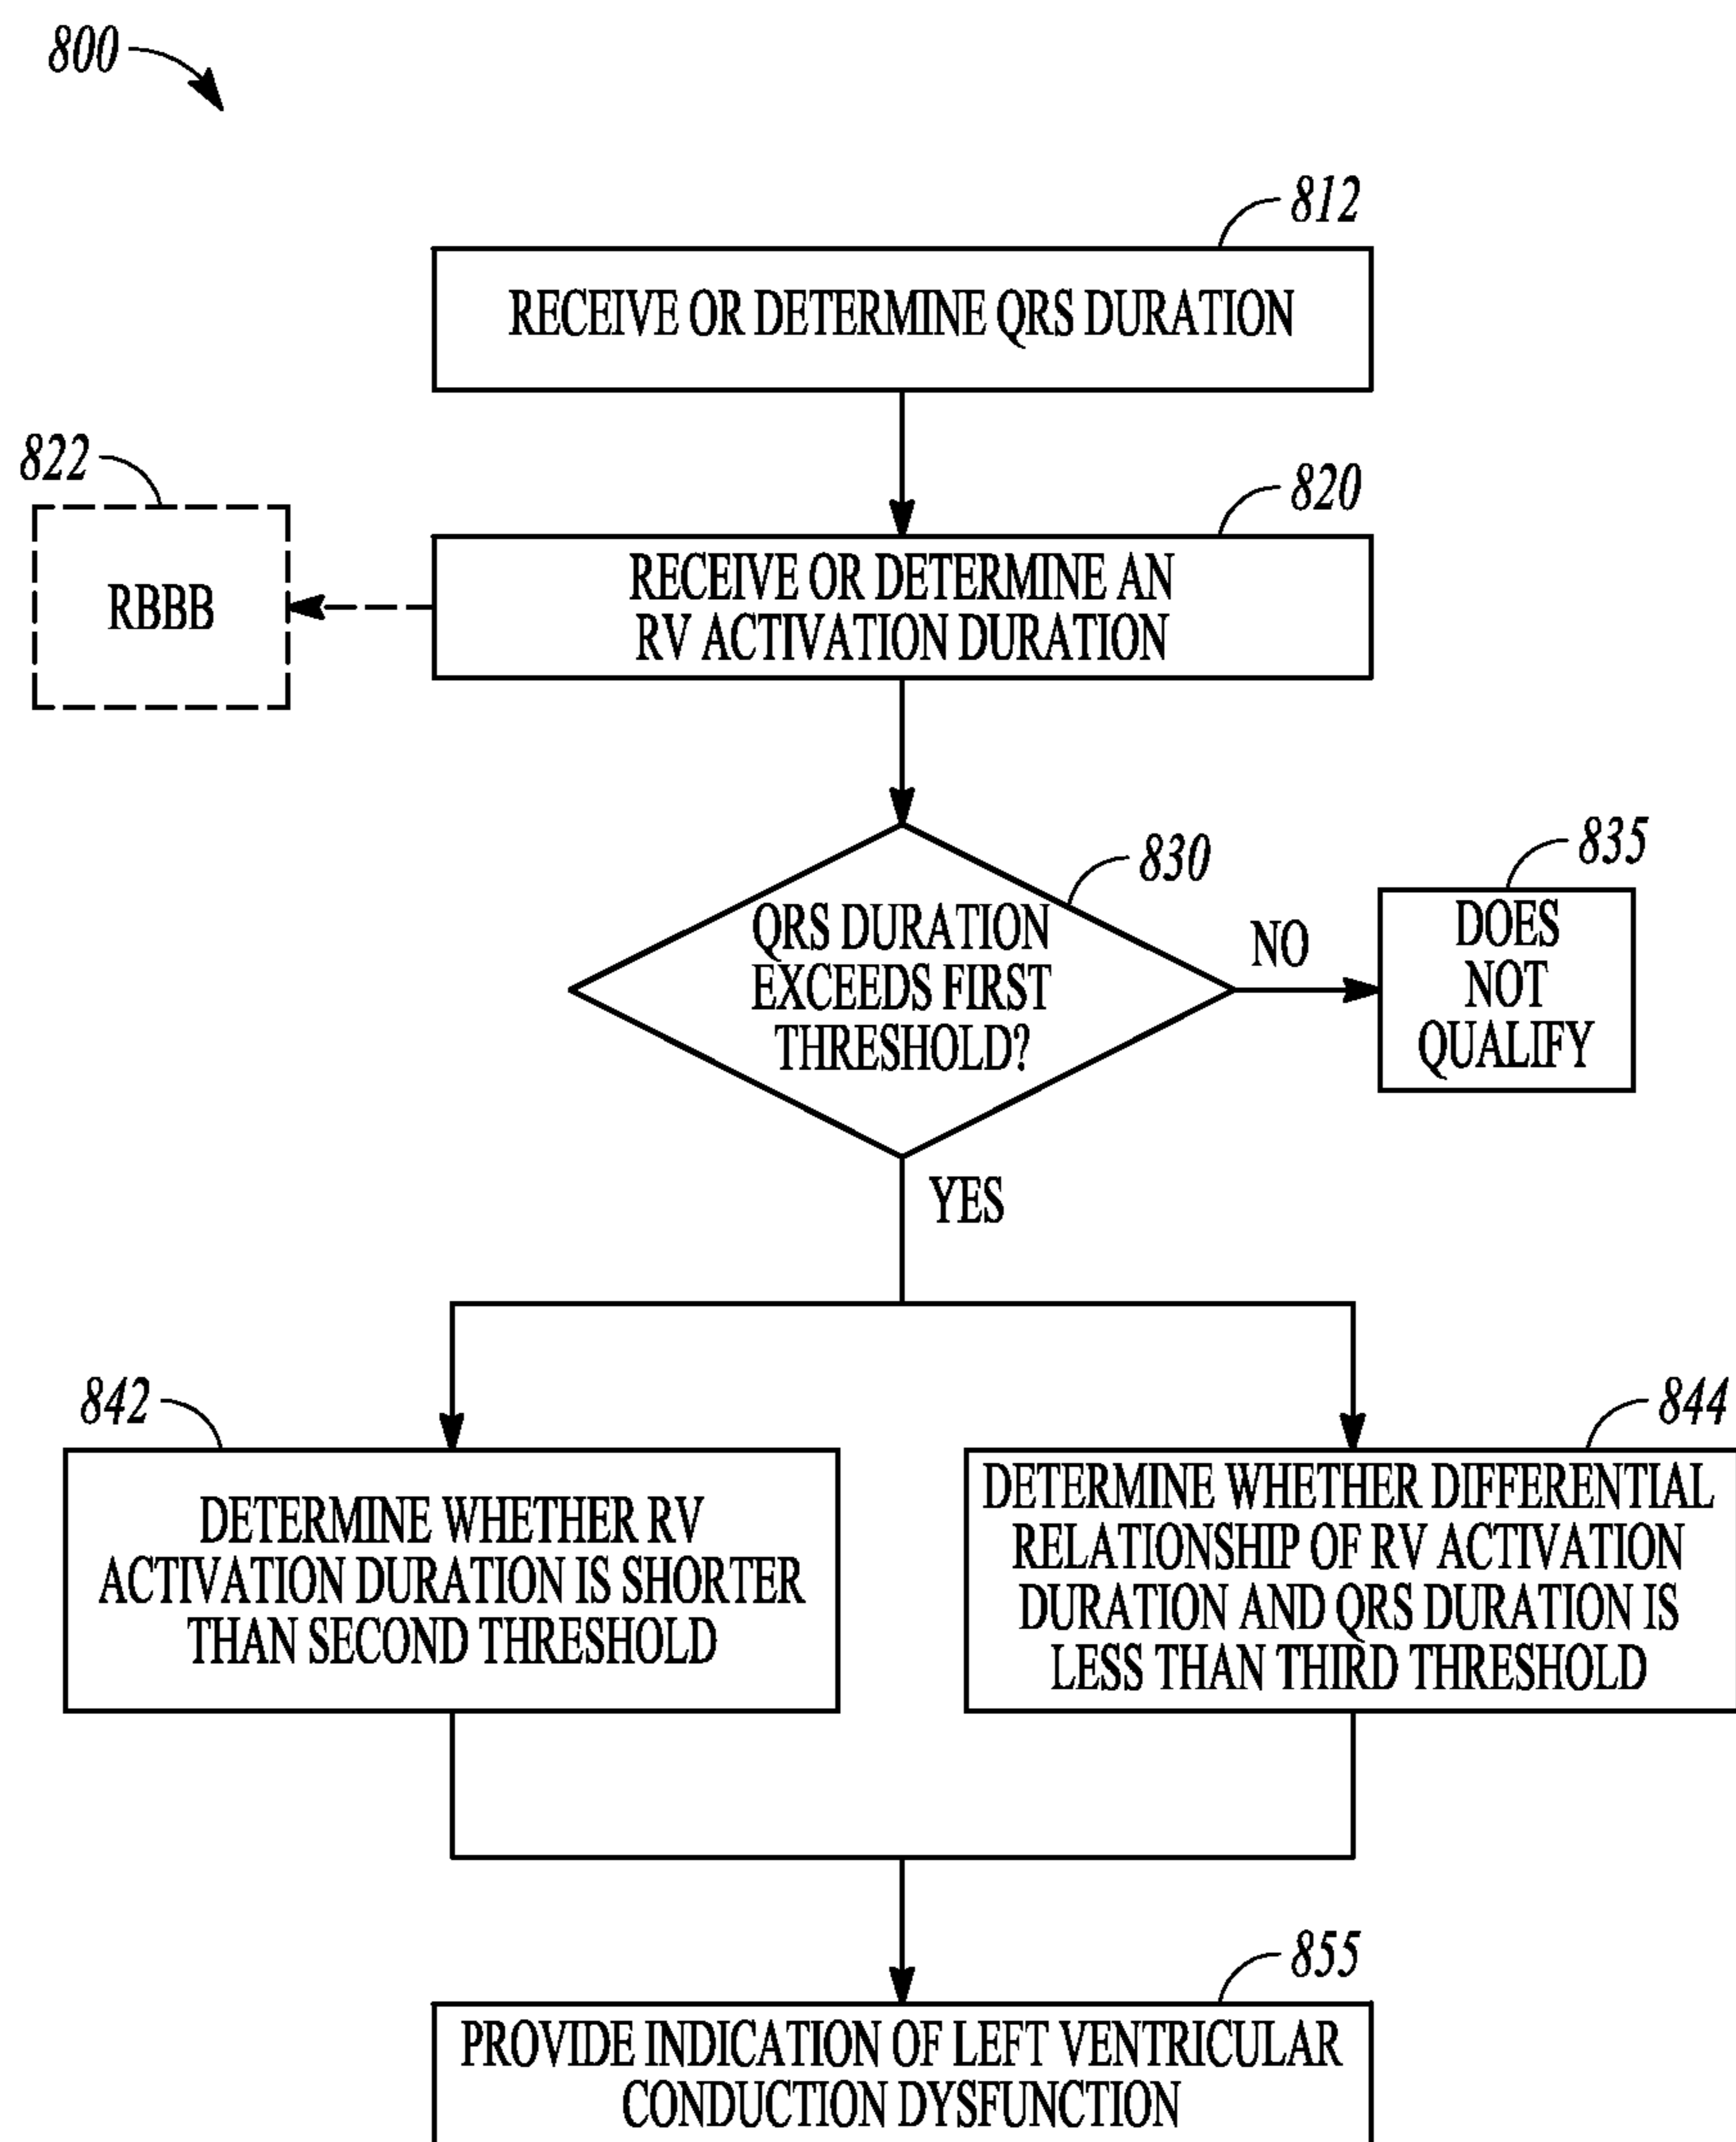 800
812
RECEIVE OR DETERMINE QRS DURATION
822
820
RBBB
RECEIVE OR DETERMINE AN
RV ACTIVATION DURATION
830
835
QRS DURATION
EXCEEDS FIRST
THRESHOLD?
NO
DOES
NOT
QUALIFY
YES
842
844
DETERMINE WHETHER RV
ACTIVATION DURATION IS SHORTER
THAN SECOND THRESHOLD
DETERMINE WHETHER DIFFERENTIAL
RELATIONSHIP OF RV ACTIVATION
DURATION AND QRS DURATION IS
LESS THAN THIRD THRESHOLD
855
PROVIDE INDICATION OF LEFT VENTRICULAR
CONDUCTION DYSFUNCTION